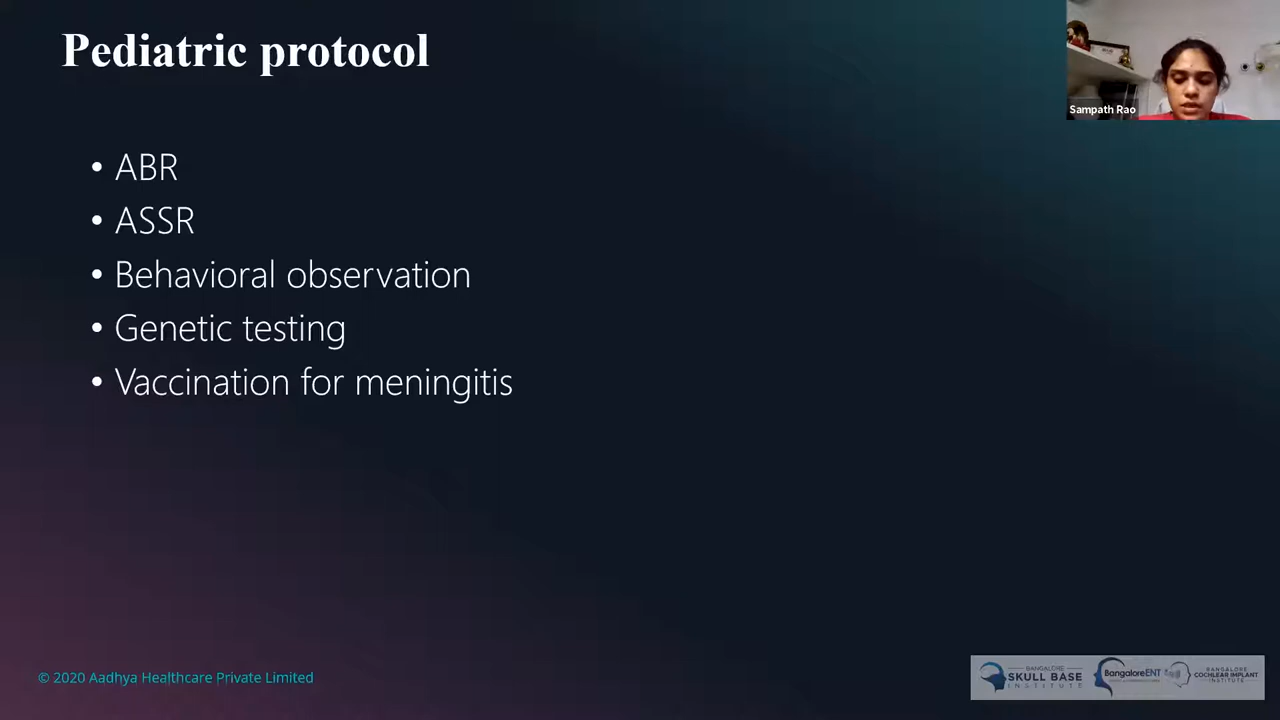 Pediatric protocol
Sampath Rao
• ABR
• ASSR
• Behavioral observation
• Genetic testing
• Vaccination for meningitis
© 2020 Aadhya Healthcare Private Limited
BANGALORE
SKULL BASE
INSTITUTE
BangaloreENT
BANGALORE
COCHLEAR IMPLANT
INSTITUTE